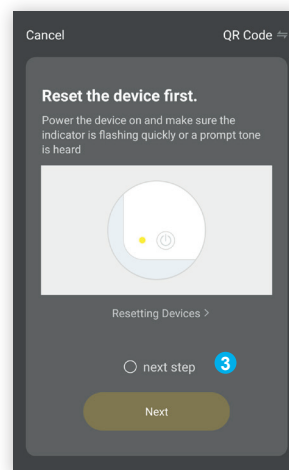 Cancel
QR Code
Reset the device first.
Power the device on and make sure the
indicator is flashing quickly or a prompt tone
is heard
Resetting Devices >
next step
3
Next